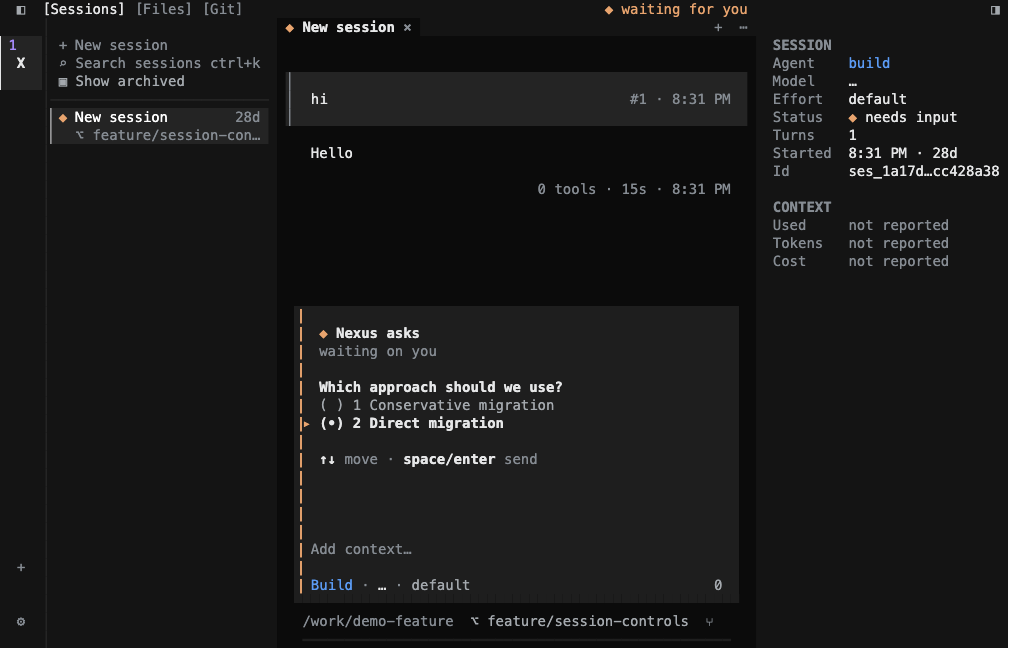 [Sessions] [Files] [Git]
◆ waiting for you
1
X
+ New session
⌕ Search sessions ctrl+k
▣ Show archived
◆ New session 28d
⌥ feature/session-con…
+
⚙
◆ New session × + ⋯
hi #1 · 8:31 PM
Hello
0 tools · 15s · 8:31 PM
◆ Nexus asks
waiting on you
Which approach should we use?
( ) 1 Conservative migration
▸ (•) 2 Direct migration
↑↓ move · space/enter send
Add context…
Build · … · default 0
/work/demo-feature ⌥ feature/session-controls ⑂
SESSION
Agent build
Model …
Effort default
Status ◆ needs input
Turns 1
Started 8:31 PM · 28d
Id ses_1a17d…cc428a38
CONTEXT
Used not reported
Tokens not reported
Cost not reported